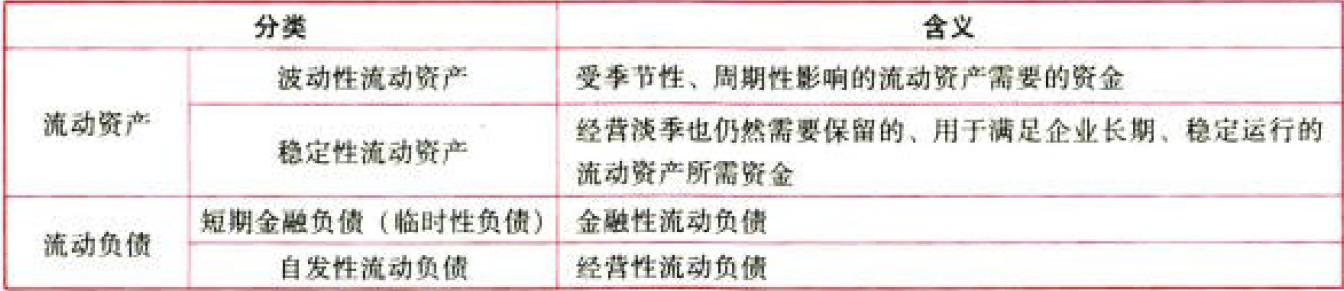 分类 含义
流动资产 波动性流动资产 受季节性、周期性影响的流动资产需要的资金
稳定性流动资产 经营淡季也仍然需要保留的、用于满足企业长期、稳定运行的
流动资产所需资金
流动负债 短期金融负债（临时性负债） 金融性流动负债
自发性流动负债 经营性流动负债